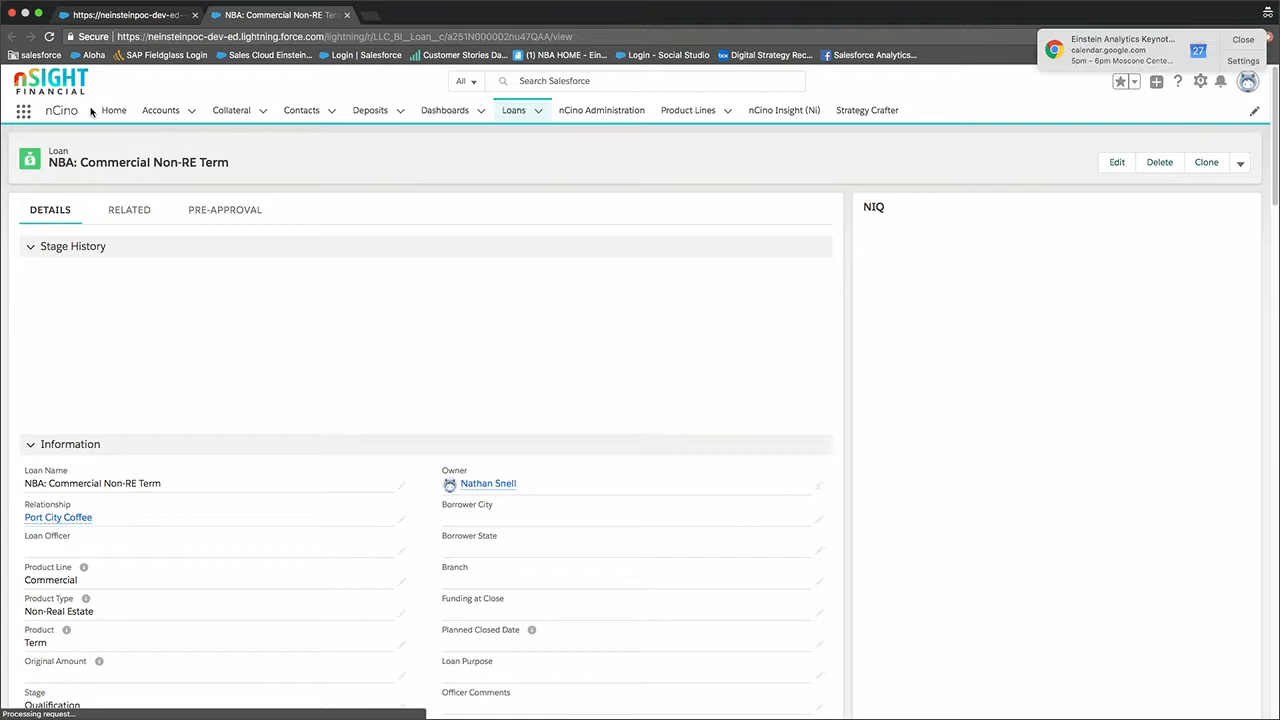 https://neinsteinpoc-dev-ed
NBA: Commercial Non-RE Ter
Secure
https://neinsteinpoc-dev-ed.lightning.force.com/lightning/r/LLC_BI__Loan__c/a251N000002nu47QAA/view
salesforce
Aloha
SAP Fieldglass Login
Sales Cloud Einstein...
Login | Salesforce
Customer Stories Da...
(1) NBA HOME - Ein...
Login - Social Studio
Digital Strategy Rec...
Salesforce Analytics...
Einstein Analytics Keynot...
calendar.google.com
5pm – 6pm Moscone Cente...
27
Close
Settings
nSIGHT
FINANCIAL
All
Search Salesforce
nCino
Home
Accounts
Collateral
Contacts
Deposits
Dashboards
Loans
nCino Administration
Product Lines
nCino Insight (Ni)
Strategy Crafter
Loan
NBA: Commercial Non-RE Term
Edit
Delete
Clone
DETAILS
RELATED
PRE-APPROVAL
NIQ
Stage History
Information
Loan Name
NBA: Commercial Non-RE Term
Owner
Nathan Snell
Relationship
Port City Coffee
Borrower City
Loan Officer
Borrower State
Product Line
Commercial
Branch
Product Type
Non-Real Estate
Funding at Close
Product
Term
Planned Closed Date
Original Amount
Loan Purpose
Stage
Qualification
Officer Comments
Processing request...